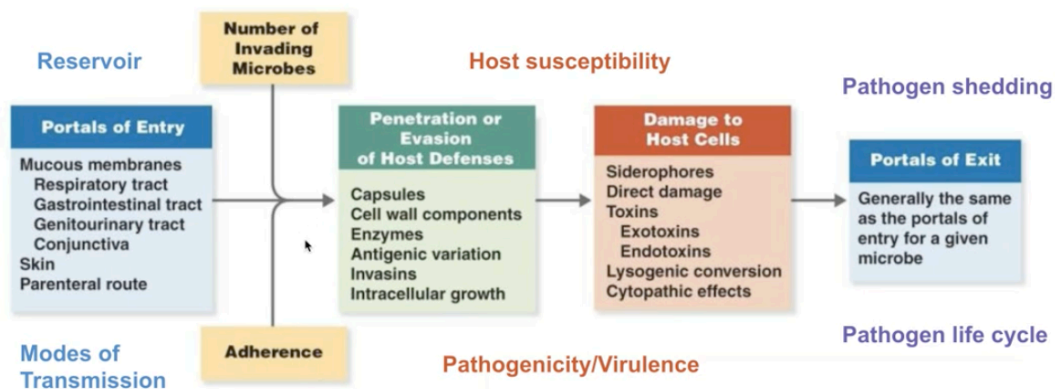 Number of
Invading
Microbes
Reservoir
Host susceptibility
Pathogen shedding
Portals of Entry
Mucous membranes
Respiratory tract
Gastrointestinal tract
Genitourinary tract
Conjunctiva
Skin
Parenteral route
Penetration or
Evasion
of Host Defenses
Capsules
Cell wall components
Enzymes
Antigenic variation
Invasins
Intracellular growth
Damage to
Host Cells
Siderophores
Direct damage
Toxins
Exotoxins
Endotoxins
Lysogenic conversion
Cytopathic effects
Portals of Exit
Generally the same
as the portals of
entry for a given
microbe
Modes of
Transmission
Adherence
Pathogenicity/Virulence
Pathogen life cycle